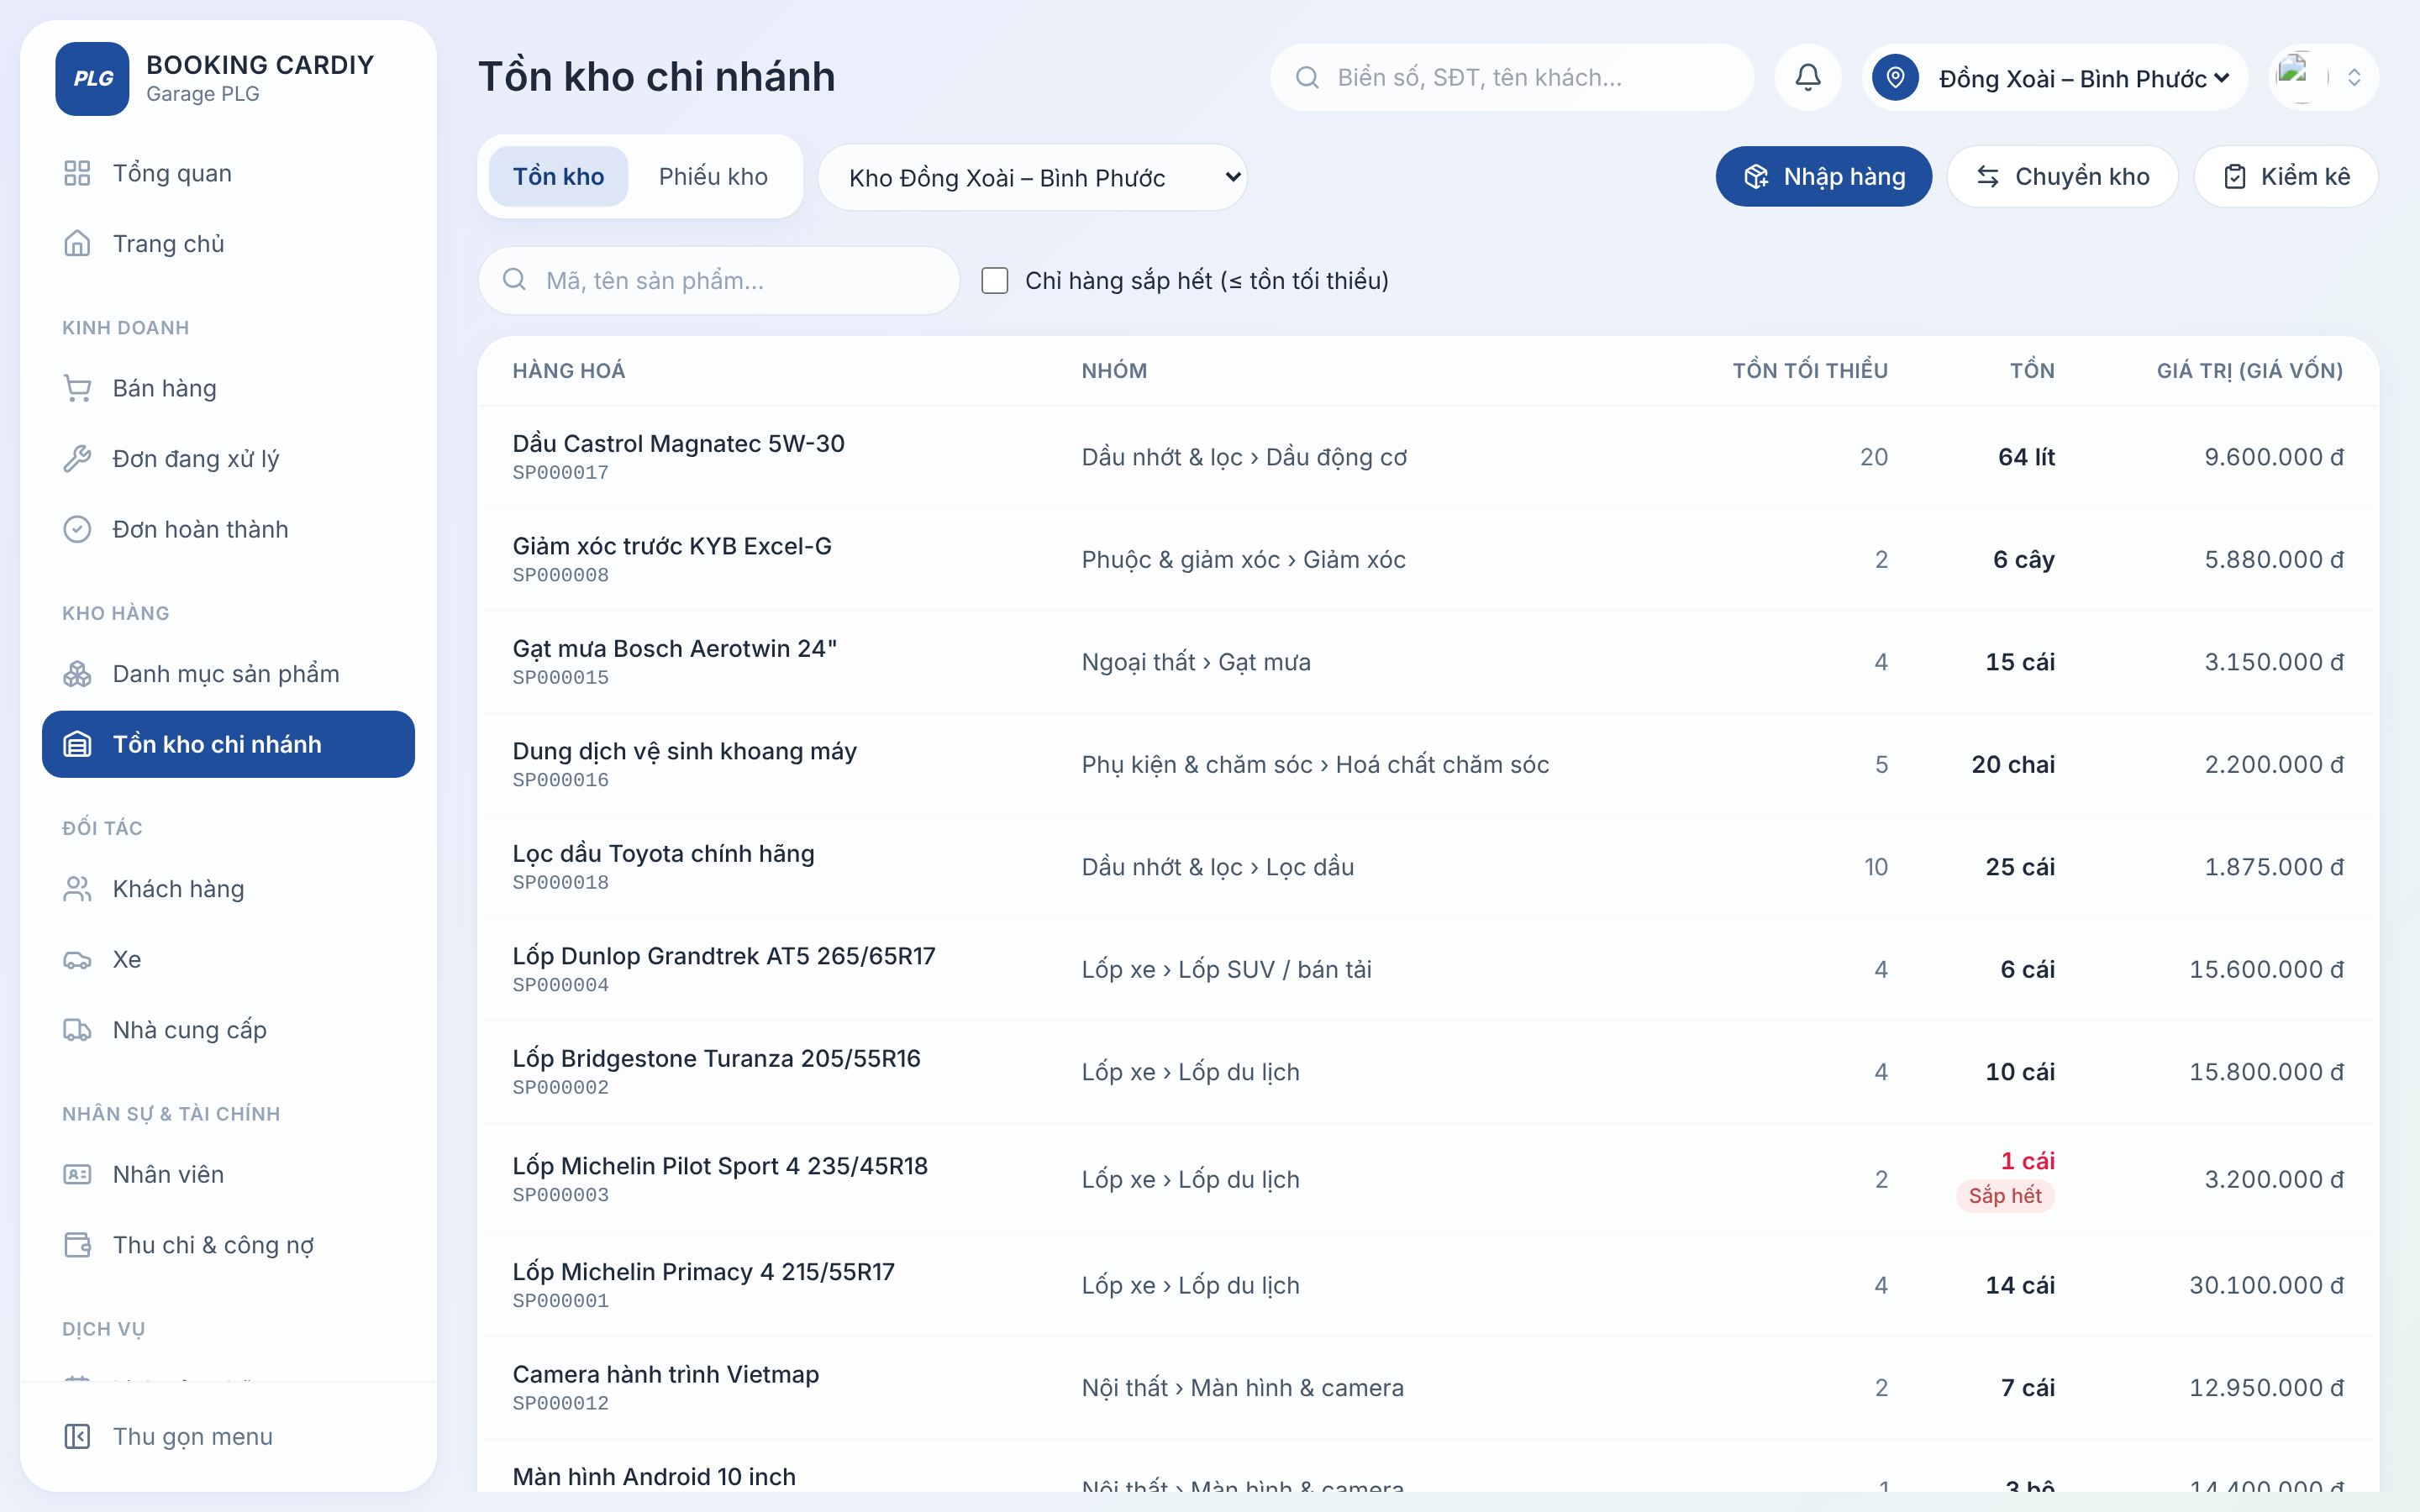 PLG
BOOKING CARDIY
Garage PLG
Tổng quan
Trang chủ
KINH DOANH
Bán hàng
Đơn đang xử lý
Đơn hoàn thành
KHO HÀNG
Danh mục sản phẩm
Tồn kho chi nhánh
ĐỐI TÁC
Khách hàng
Xe
Nhà cung cấp
NHÂN SỰ & TÀI CHÍNH
Nhân viên
Thu chi & công nợ
DỊCH VỤ
Thu gọn menu
Tồn kho chi nhánh
Biển số, SĐT, tên khách...
Đồng Xoài – Bình Phước
Tồn kho
Phiếu kho
Kho Đồng Xoài – Bình Phước
Nhập hàng
Chuyển kho
Kiểm kê
Mã, tên sản phẩm...
Chỉ hàng sắp hết (≤ tồn tối thiểu)
HÀNG HOÁ NHÓM TỒN TỐI THIỂU TỒN GIÁ TRỊ (GIÁ VỐN)
Dầu Castrol Magnatec 5W-30
SP000017
Dầu nhớt & lọc › Dầu động cơ 20 64 lít 9.600.000 đ
Giảm xóc trước KYB Excel-G
SP000008
Phuộc & giảm xóc › Giảm xóc 2 6 cây 5.880.000 đ
Gạt mưa Bosch Aerotwin 24"
SP000015
Ngoại thất › Gạt mưa 4 15 cái 3.150.000 đ
Dung dịch vệ sinh khoang máy
SP000016
Phụ kiện & chăm sóc › Hoá chất chăm sóc 5 20 chai 2.200.000 đ
Lọc dầu Toyota chính hãng
SP000018
Dầu nhớt & lọc › Lọc dầu 10 25 cái 1.875.000 đ
Lốp Dunlop Grandtrek AT5 265/65R17
SP000004
Lốp xe › Lốp SUV / bán tải 4 6 cái 15.600.000 đ
Lốp Bridgestone Turanza 205/55R16
SP000002
Lốp xe › Lốp du lịch 4 10 cái 15.800.000 đ
Lốp Michelin Pilot Sport 4 235/45R18
SP000003
Lốp xe › Lốp du lịch 2 1 cái 3.200.000 đ
Sắp hết
Lốp Michelin Primacy 4 215/55R17
SP000001
Lốp xe › Lốp du lịch 4 14 cái 30.100.000 đ
Camera hành trình Vietmap
SP000012
Nội thất › Màn hình & camera 2 7 cái 12.950.000 đ
Màn hình Android 10 inch
Nội thất › Màn hình & camera 1 3 bộ 14.400.000 đ